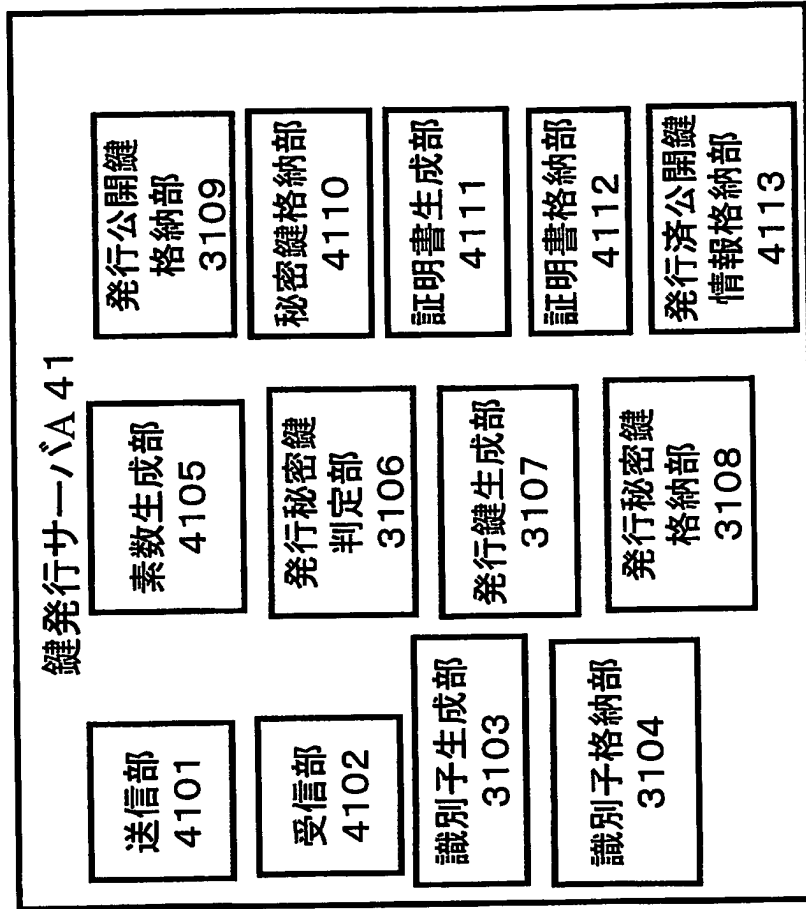 鍵発行サーバA 41
送信部
4101
受信部
4102
識別子生成部
3103
識別子格納部
3104
素数生成部
4105
発行秘密鍵
判定部
3106
発行鍵生成部
3107
発行秘密鍵
格納部
3108
発行公開鍵
格納部
3109
秘密鍵格納部
4110
証明書生成部
4111
証明書格納部
4112
発行済公開鍵
情報格納部
4113